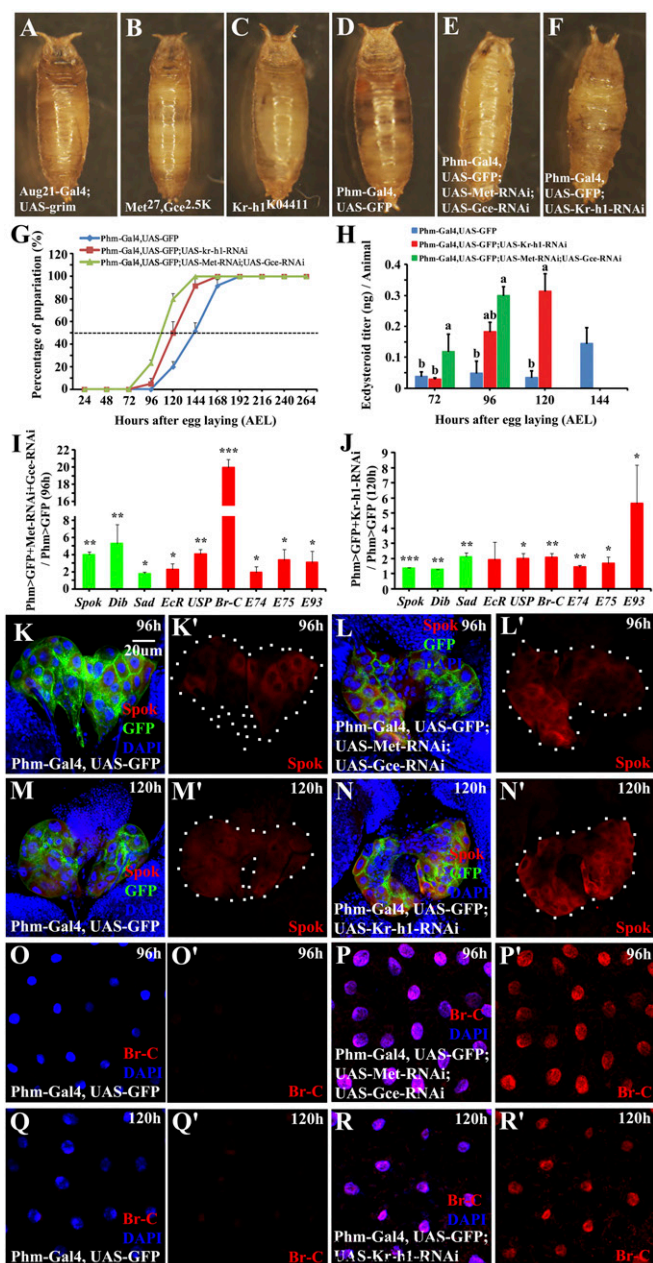 A
B
C
D
E
F
Aug21-Gal4;
UAS-grim
Met27,Gce2.5K
Kr-h1K04411
Phm-Gal4,
UAS-GFP
Phm-Gal4,
UAS-GFP;
UAS-Met-RNAi;
UAS-Gce-RNAi
Phm-Gal4,
UAS-GFP;
UAS-Kr-h1-RNAi
G
Phm-Gal4,UAS-GFP
Phm-Gal4,UAS-GFP;UAS-kr-h1-RNAi
Phm-Gal4,UAS-GFP;UAS-Met-RNAi;UAS-Gce-RNAi
Percentage of pupariation (%)
100
90
80
70
60
50
40
30
20
10
0
24 48 72 96 120 144 168 192 216 240 264
Hours after egg laying (AEL)
H
Phm-Gal4,UAS-GFP
Phm-Gal4,UAS-GFP;UAS-Kr-h1-RNAi
Phm-Gal4,UAS-GFP;UAS-Met-RNAi;UAS-Gce-RNAi
Ecdysteroid titer (ng) / Animal
0.4
0.3
0.2
0.1
0
b b a
b ab a
b a
72 96 120 144
Hours after egg laying (AEL)
I
Phm>GFP+Met-RNAi+Gce-RNAi
/ Phm>GFP (96h)
22
20
18
16
8
6
4
2
0
** ** * * ** *** * * *
Spok Dib Sad EcR USP Br-C E74 E75 E93
J
Phm>GFP+Kr-h1-RNAi
/ Phm>GFP (120h)
9
8
7
6
5
4
3
2
1
0
*** ** ** * ** ** * *
Spok Dib Sad EcR USP Br-C E74 E75 E93
K
96h
20um
Spok
GFP
DAPI
Phm-Gal4, UAS-GFP
K'
96h
Spok
L
Spok
96h
GFP
DAPI
Phm-Gal4, UAS-GFP;
UAS-Met-RNAi;
UAS-Gce-RNAi
L'
96h
Spok
M
120h
Spok
GFP
DAPI
Phm-Gal4, UAS-GFP
M'
120h
Spok
N
120h
Spok
GFP
DAPI
Phm-Gal4, UAS-GFP;
UAS-Kr-h1-RNAi
N'
120h
Spok
O
96h
Br-C
DAPI
Phm-Gal4, UAS-GFP
O'
96h
Br-C
P
96h
Br-C
DAPI
Phm-Gal4, UAS-GFP;
UAS-Met-RNAi;
UAS-Gce-RNAi
P'
96h
Br-C
Q
120h
Br-C
DAPI
Phm-Gal4, UAS-GFP
Q'
120h
Br-C
R
120h
Br-C
DAPI
Phm-Gal4, UAS-GFP;
UAS-Kr-h1-RNAi
R'
120h
Br-C